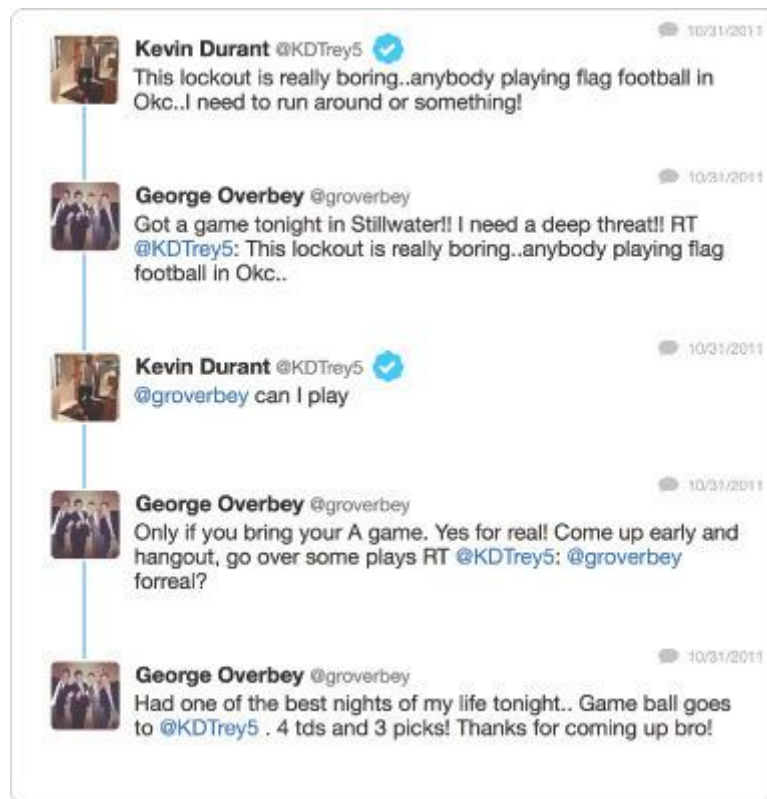 10/31/2011
Kevin Durant @KDTrey5
This lockout is really boring..anybody playing flag football in
Okc..I need to run around or something!
10/31/2011
George Overbey @groverbey
Got a game tonight in Stillwater!! I need a deep threat!! RT
@KDTrey5: This lockout is really boring..anybody playing flag
football in Okc..
10/31/2011
Kevin Durant @KDTrey5
@groverbey can I play
10/31/2011
George Overbey @groverbey
Only if you bring your A game. Yes for real! Come up early and
hangout, go over some plays RT @KDTrey5: @groverbey
forreal?
10/31/2011
George Overbey @groverbey
Had one of the best nights of my life tonight.. Game ball goes
to @KDTrey5 . 4 tds and 3 picks! Thanks for coming up bro!